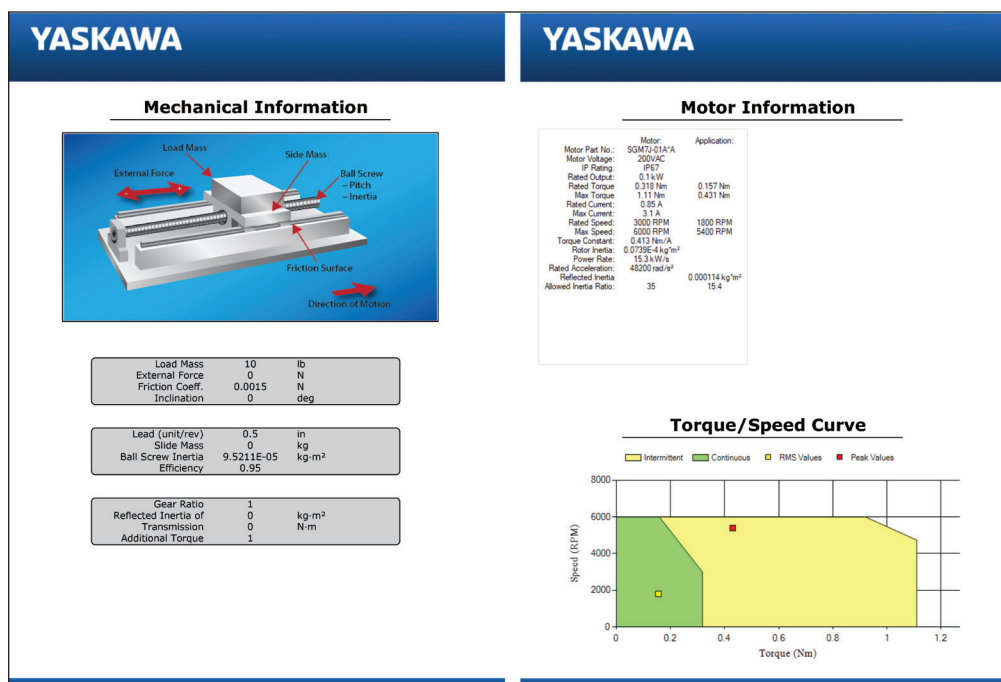 YASKAWA
Mechanical Information
Load Mass
Side Mass
External Force
Ball Screw
– Pitch
– Inertia
Friction Surface
Direction of Motion
Load Mass 10 lb
External Force 0 N
Friction Coeff. 0.0015 N
Inclination 0 deg
Lead (unit/rev) 0.5 in
Slide Mass 0 kg
Ball Screw Inertia 9.5211E-05 kg·m²
Efficiency 0.95
Gear Ratio 1
Reflected Inertia of 0 kg·m²
Transmission 0 N·m
Additional Torque 1
YASKAWA
Motor Information
Motor: Application:
Motor Part No.: SGM7J-01A*A
Motor Voltage: 200VAC
IP Rating. IP67
Rated Output: 0.1 kW
Rated Torque 0.318 Nm 0.157 Nm
Max Torque 1.11 Nm 0.431 Nm
Rated Current: 0.85 A
Max Current: 3.1 A
Rated Speed: 3000 RPM 1800 RPM
Max Speed: 6000 RPM 5400 RPM
Torque Constant: 0.413 Nm/A
Rotor Inertia: 0.0739E-4 kg*m²
Power Rate: 15.3 kW/s
Rated Acceleration: 48200 rad/s²
Reflected Inertia 0.000114 kg*m²
Allowed Inertia Ratio: 35 15.4
Torque/Speed Curve
Intermittent Continuous RMS Values Peak Values
8000
6000
4000
2000
0
Speed (RPM)
0 0.2 0.4 0.6 0.8 1 1.2
Torque (Nm)